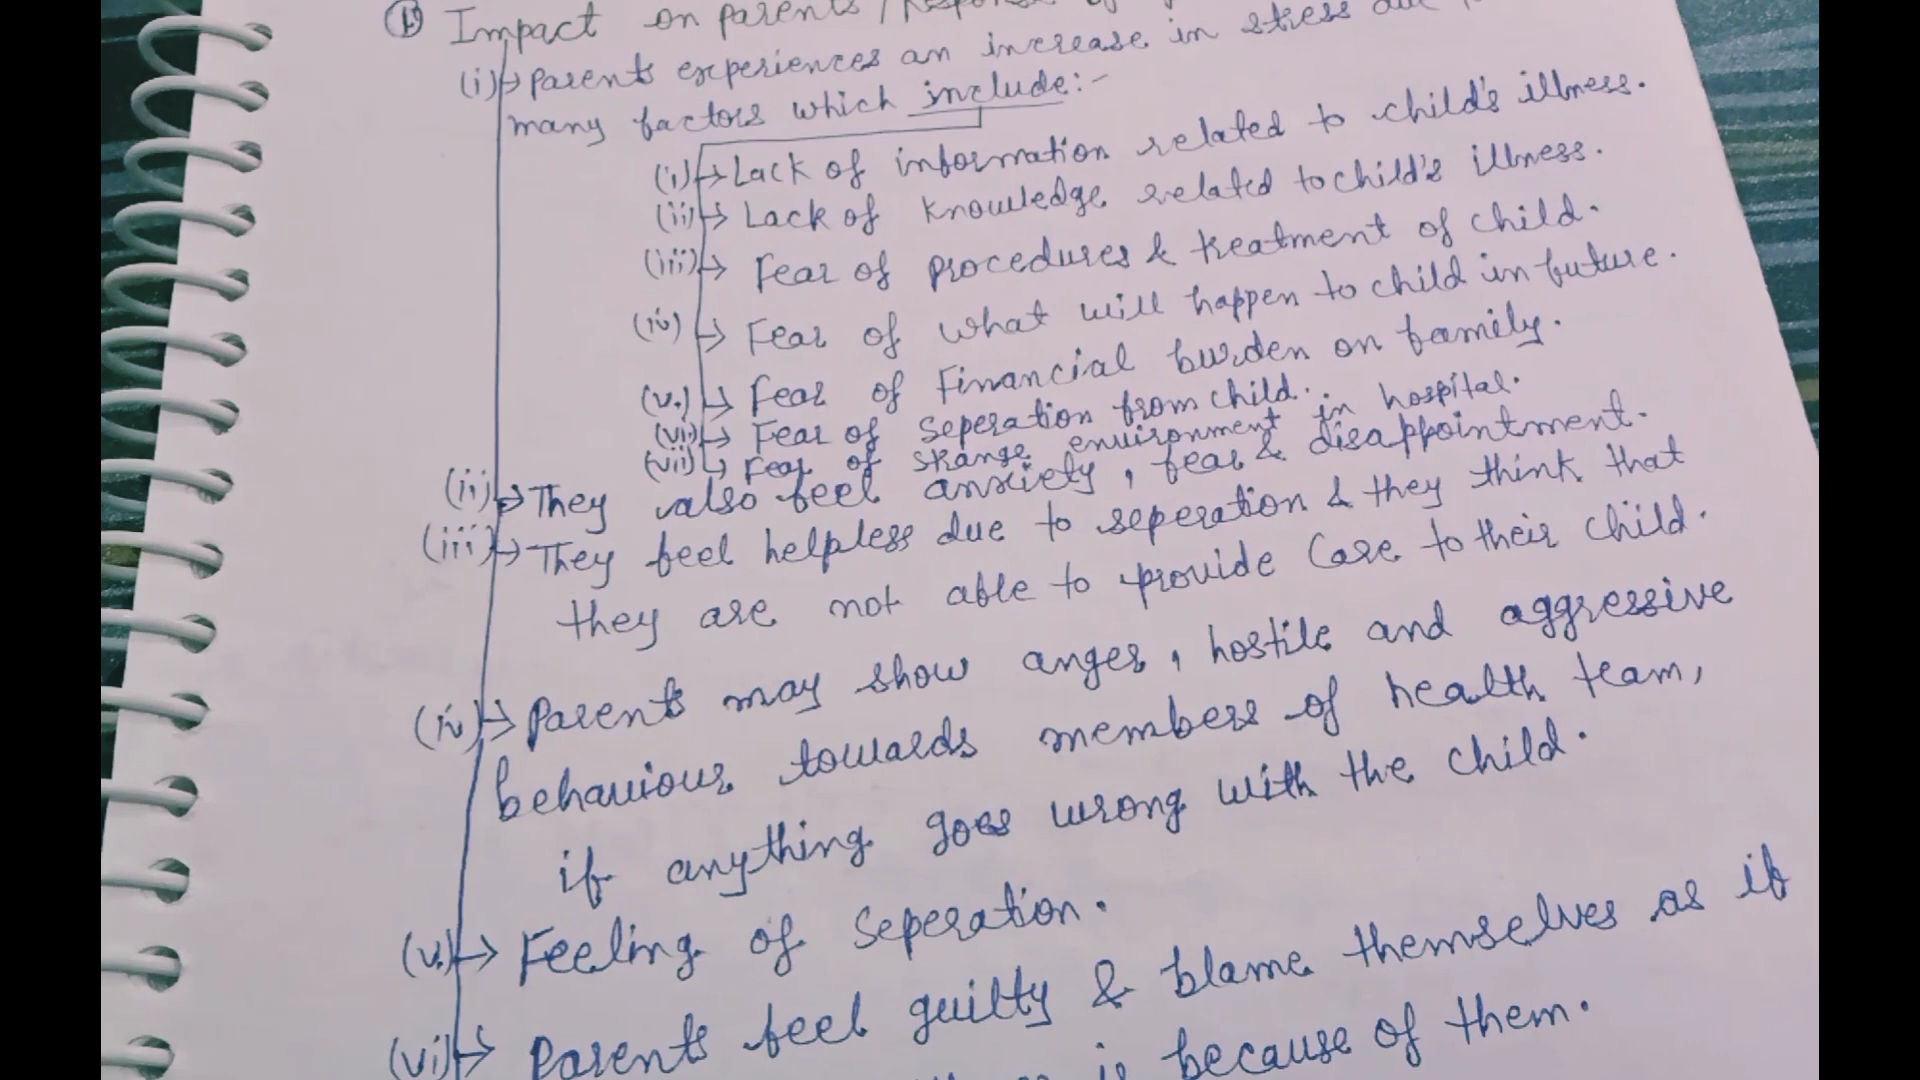 (b) Impact on parents / Response of
(i)→ Parents experiences an increase in stress due
many factors which include:-
(i)→ Lack of information related to child's illness.
(ii)→ Lack of knowledge related to child's illness.
(iii)→ Fear of procedures & treatment of child.
(iv)→ Fear of what will happen to child in future.
(v.)→ Fear of Financial burden on family.
(vi)→ Fear of seperation from child.
(vii)→ Fear of strange environment in hospital.
(ii)→ They also feel anxiety, fear & disappointment.
(iii)→ They feel helpless due to seperation & they think that
they are not able to provide Care to their child.
(iv)→ Parents may show anger, hostile and aggressive
behaviour towards members of health team,
if anything goes wrong with the child.
(v.)→ Feeling of seperation.
(vi)→ Parents feel guilty & blame themselves as if
is because of them.